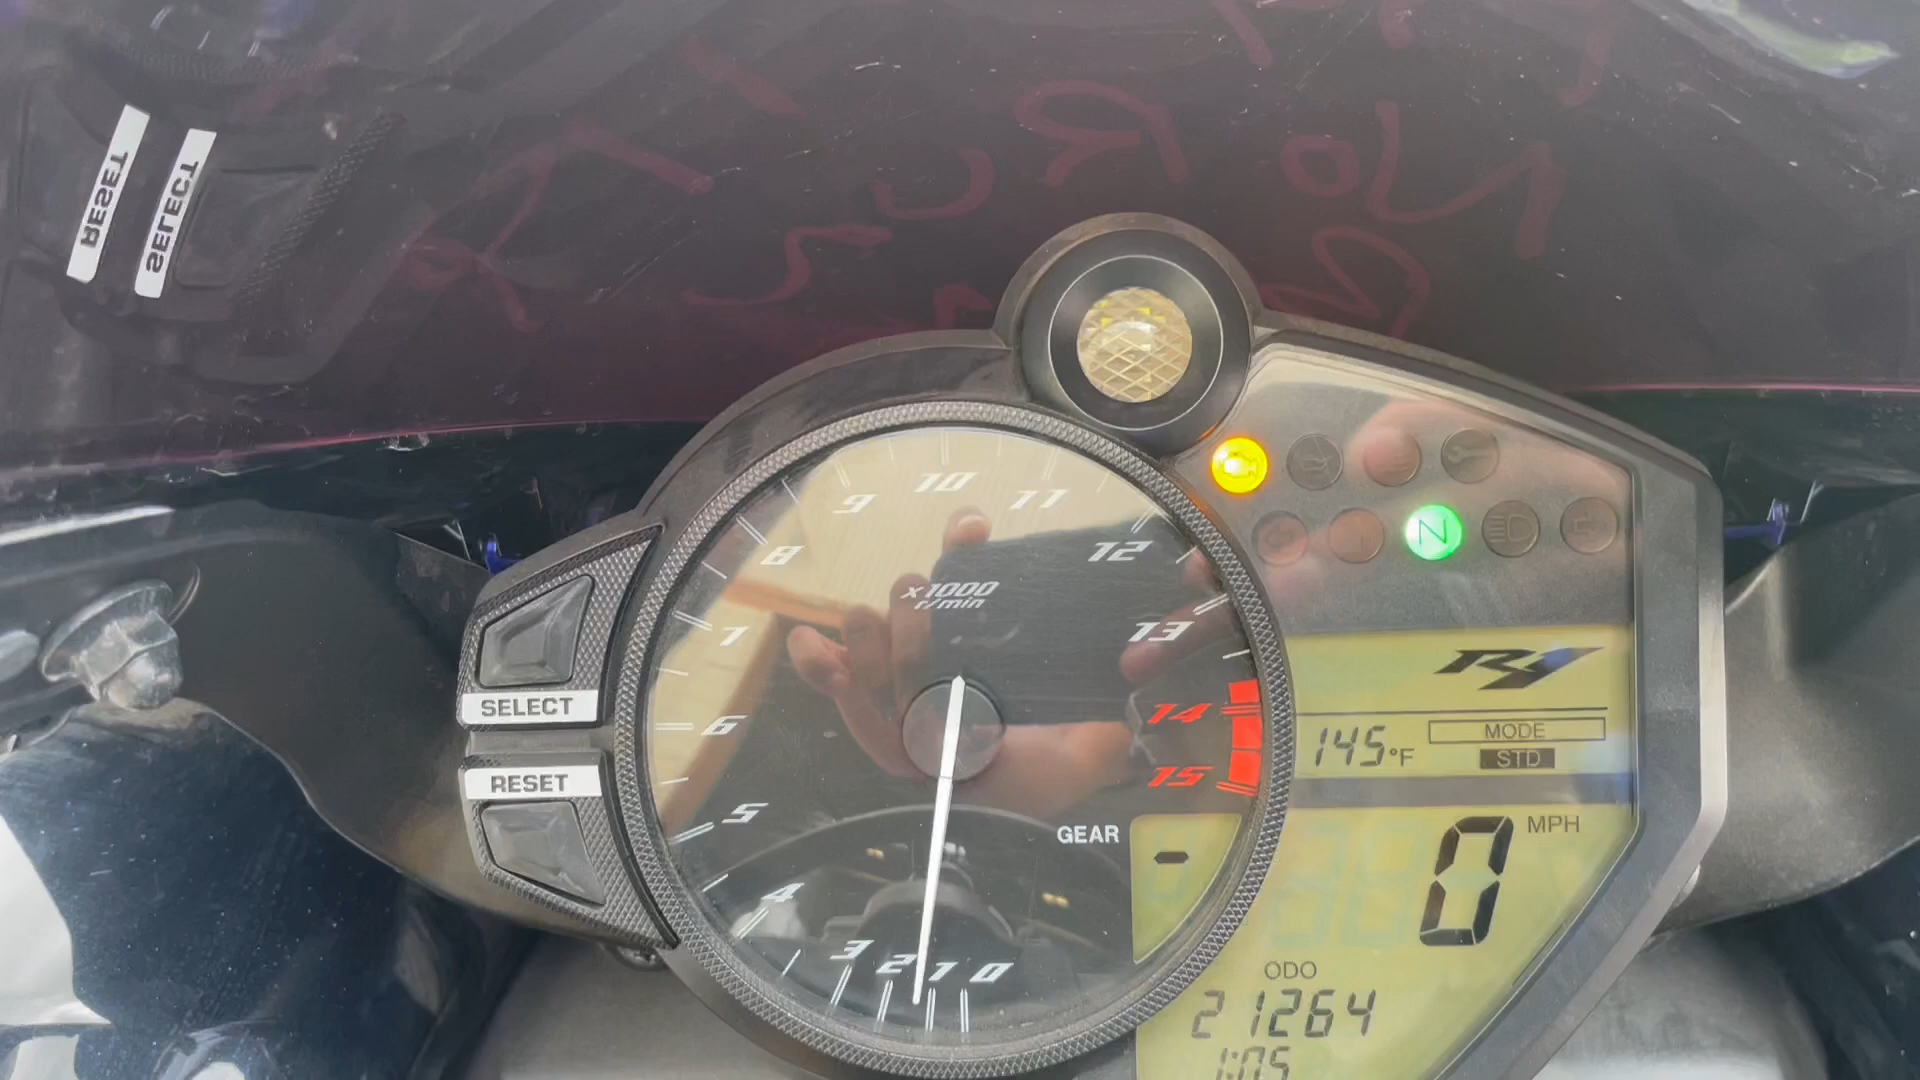 RESET
SELECT
10
9
11
8
12
x1000
r/min
7
13
6
14
SELECT
RESET
15
5
4
3
2
1
0
GEAR
-
N
R1
145°F
MODE
STD
0 MPH
ODO
21264
1:05